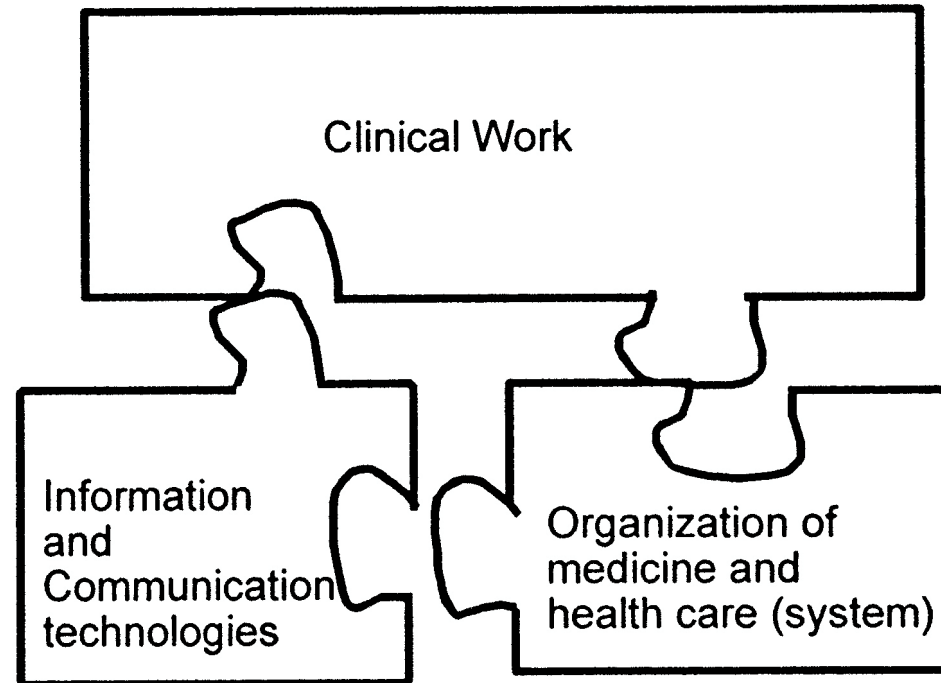 Clinical Work
Information
and
Communication
technologies
Organization of
medicine and
health care (system)